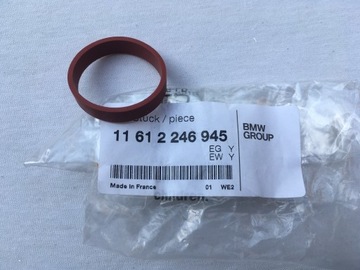 Stück / piece
11 61 2 246 945
EG Y
EW Y
BMW
GROUP
Made in France
01 WE2